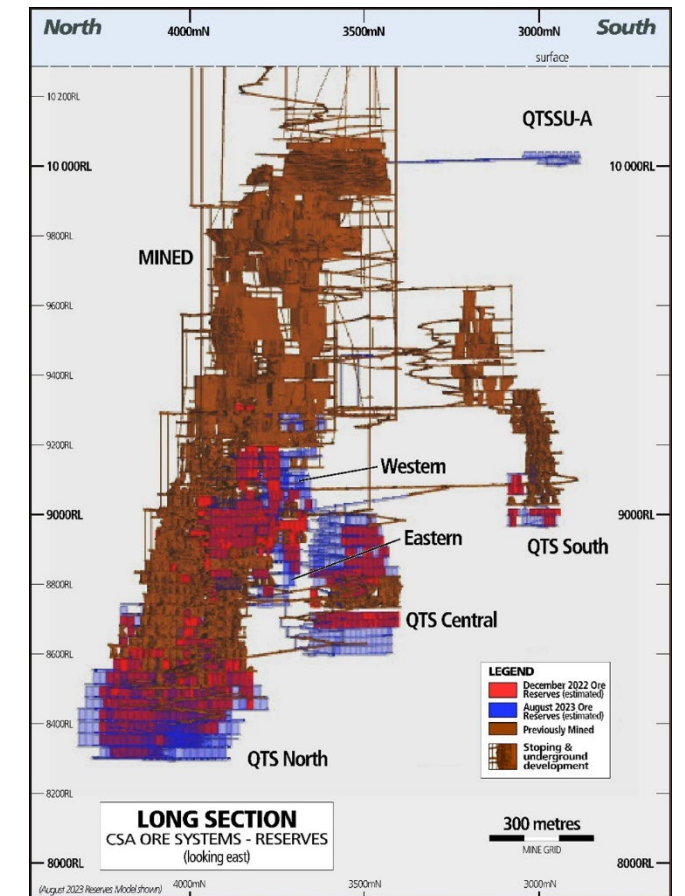 North
4000mN
3500mN
3000mN
South
surface
10 200RL
QTSSU-A
10 000RL
10 000RL
9800RL
MINED
9600RL
9400RL
9200RL
Western
9000RL
9000RL
Eastern
QTS South
8800RL
QTS Central
8600RL
LEGEND
December 2022 Ore
Reserves (estimated)
August 2023 Ore
Reserves (estimated)
Previously Mined
Stoping &
underground
development
8400RL
QTS North
8200RL
LONG SECTION
CSA ORE SYSTEMS - RESERVES
(looking east)
300 metres
MINE GRID
8000RL
8000RL
(August 2023 Reserves Model shown)
4000mN
3500mN
3000mN